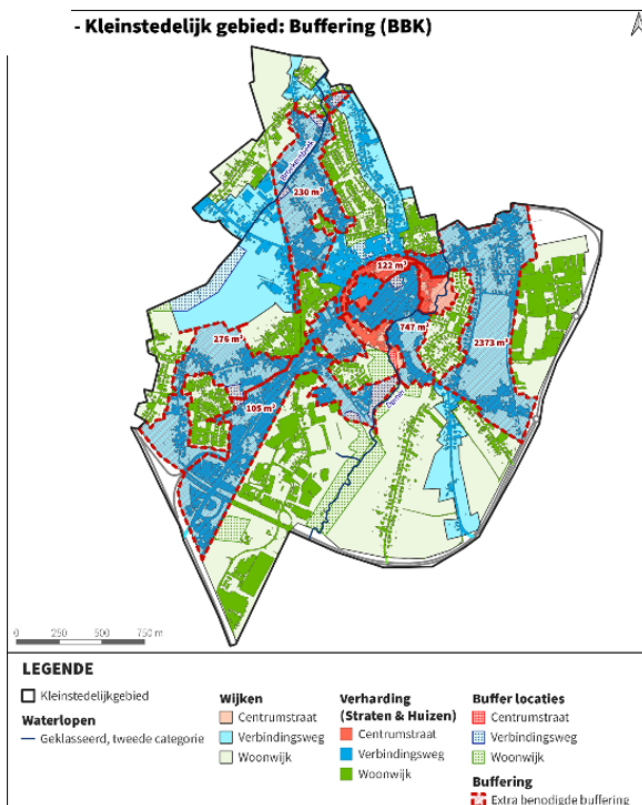 - Kleinstedelijk gebied: Buffering (BBK)
230 m³
122 m³
747 m³
2373 m³
276 m³
105 m³
0 250 500 750 m
LEGENDE
Kleinstedelijkgebied
Waterlopen
Geklasseerd, tweede categorie
Wijken
Centrumstraat
Verbindingsweg
Woonwijk
Verharding
(Straten & Huizen)
Centrumstraat
Verbindingsweg
Woonwijk
Buffer locaties
Centrumstraat
Verbindingsweg
Woonwijk
Buffering
Extra benodigde buffering